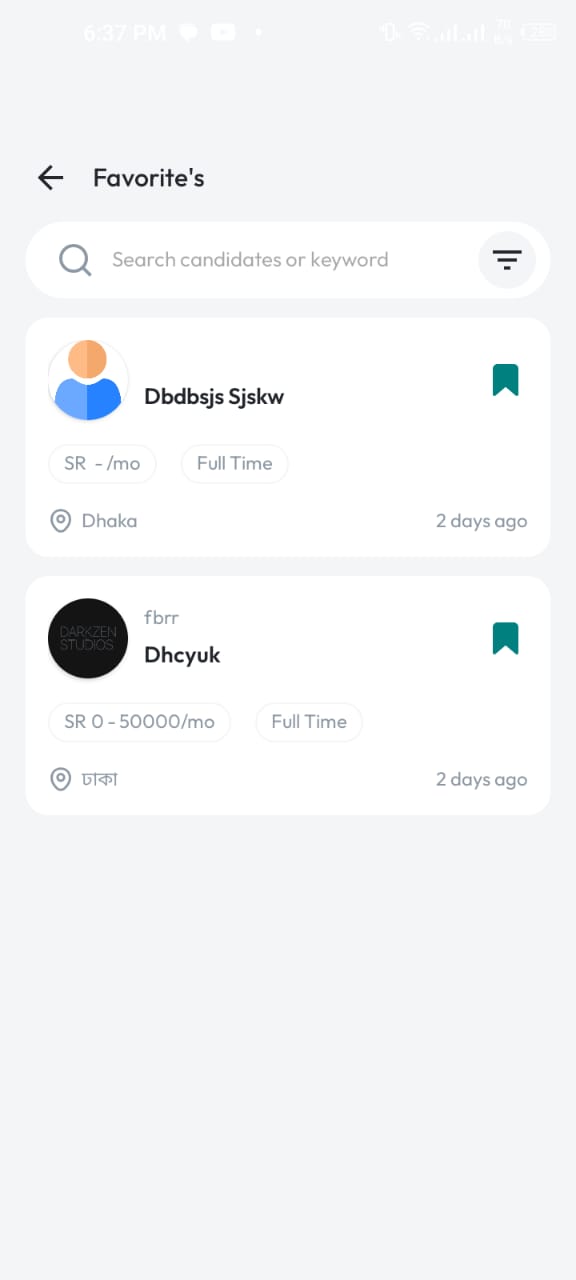 6:37 PM
Favorite's
Search candidates or keyword
Dbdbsjs Sjskw
SR - /mo
Full Time
Dhaka
2 days ago
DARKZEN
STUDIOS
fbrr
Dhcyuk
SR 0 - 50000/mo
Full Time
ঢাকা
2 days ago